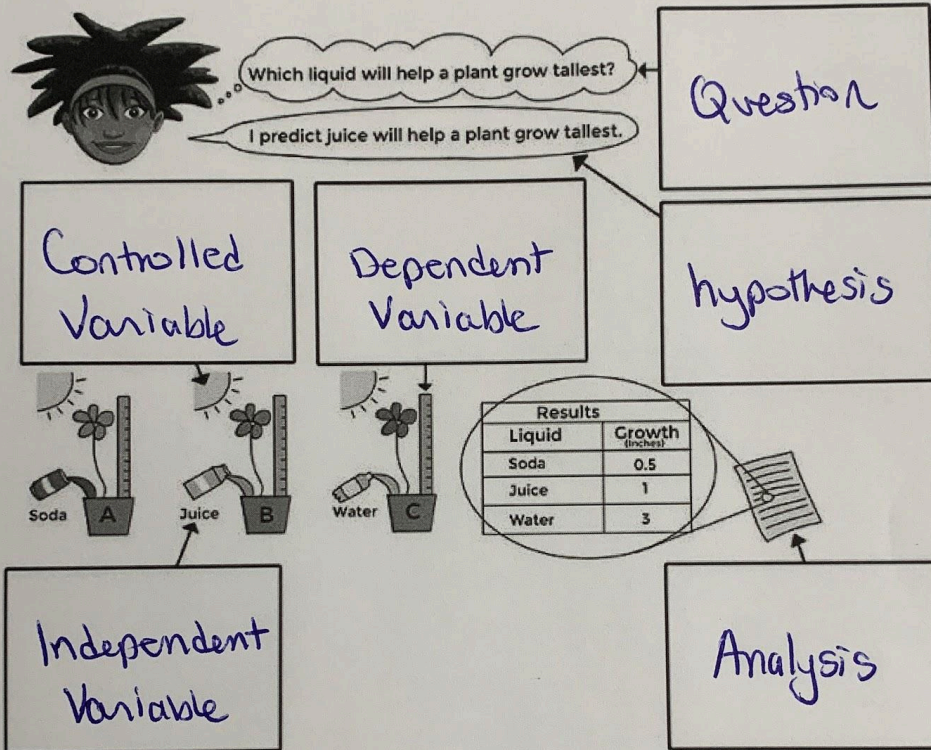 Which liquid will help a plant grow tallest?
Question
I predict juice will help a plant grow tallest.
hypothesis
Controlled
Variable
Dependent
Variable
Soda
A
Juice
B
Water
C
Results
Liquid
Growth
(Inches)
Soda
0.5
Juice
1
Water
3
Independent
Variable
Analysis